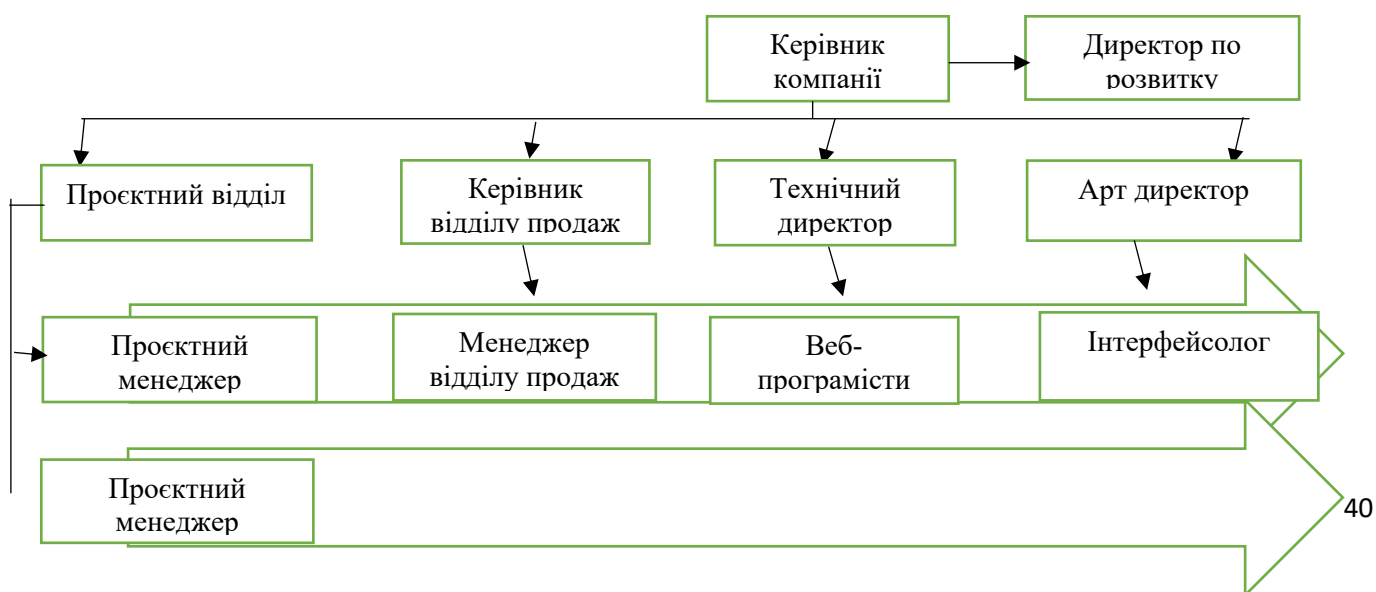 Керівник
компанії
Директор по
розвитку
Проєктний відділ
Керівник
відділу продаж
Технічний
директор
Арт директор
Проєктний
менеджер
Менеджер
відділу продаж
Веб-
програмісти
Інтерфейсолог
Проєктний
менеджер
40